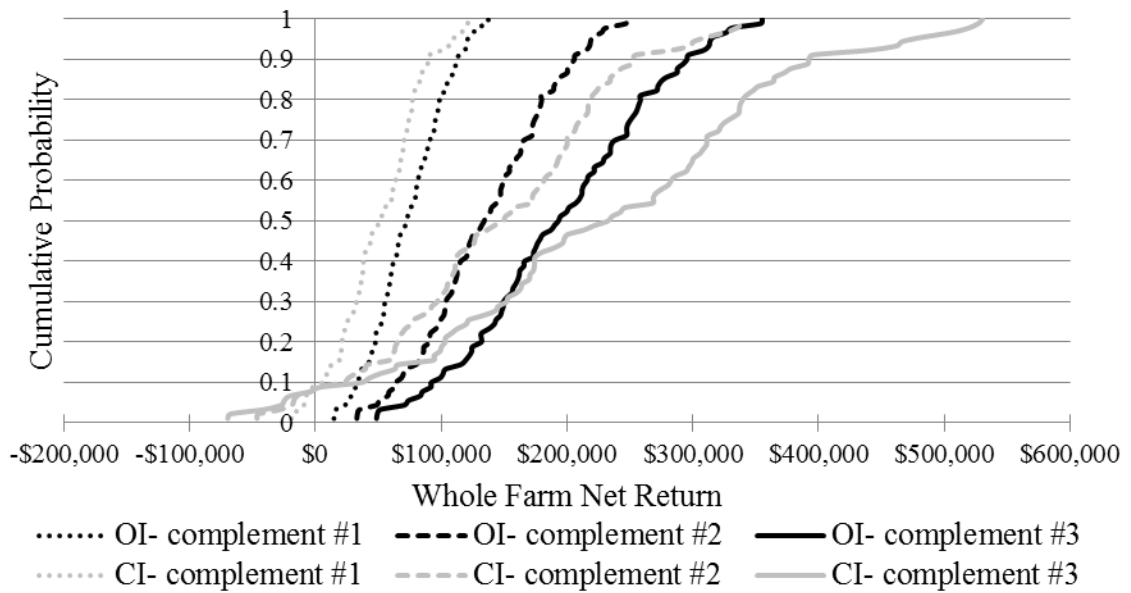 1
0.9
0.8
0.7
0.6
0.5
0.4
0.3
0.2
0.1
0
Cumulative Probability
-$200,000 -$100,000 $0 $100,000 $200,000 $300,000 $400,000 $500,000 $600,000
Whole Farm Net Return
OI- complement #1 OI- complement #2 OI- complement #3
CI- complement #1 CI- complement #2 CI- complement #3